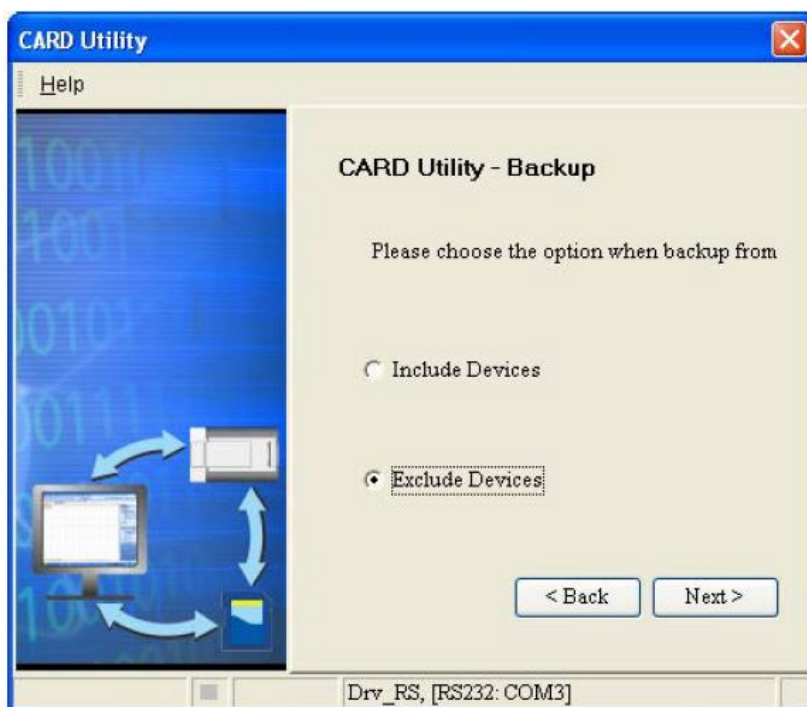 CARD Utility
Help
CARD Utility - Backup
Please choose the option when backup from
Include Devices
Exclude Devices
< Back
Next >
Drv_RS, [RS232: COM3]